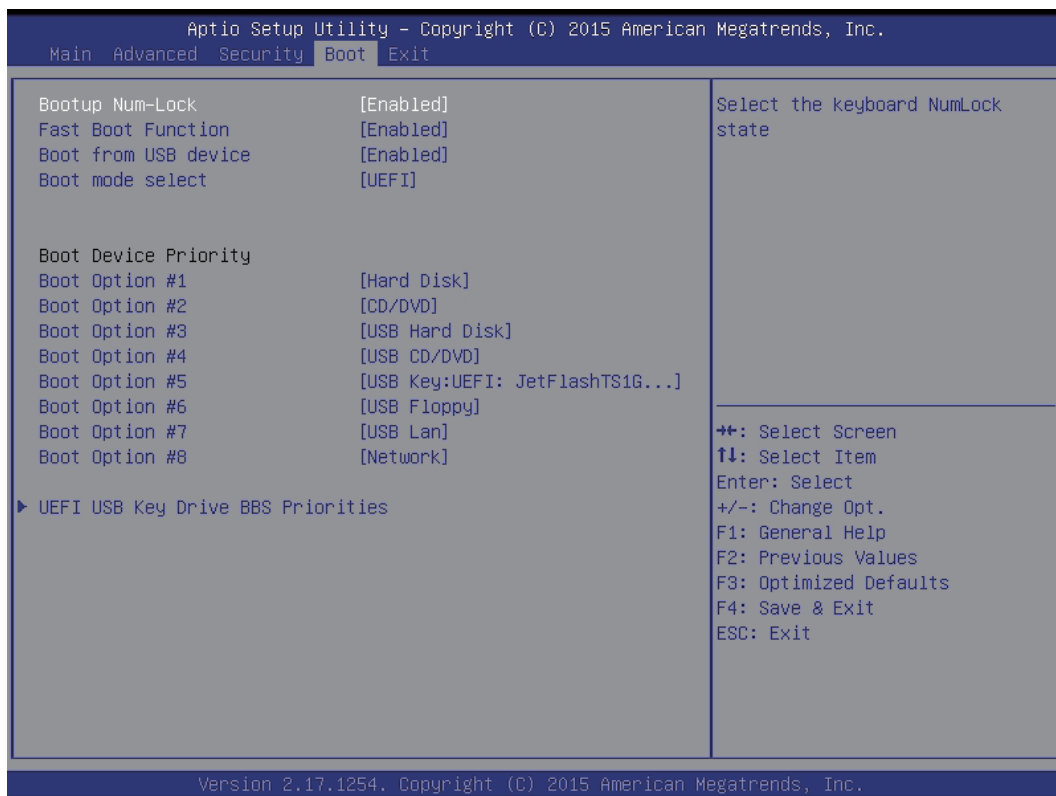 Aptio Setup Utility – Copyright (C) 2015 American Megatrends, Inc.
Main Advanced Security Boot Exit
Bootup Num-Lock [Enabled]
Fast Boot Function [Enabled]
Boot from USB device [Enabled]
Boot mode select [UEFI]
Boot Device Priority
Boot Option #1 [Hard Disk]
Boot Option #2 [CD/DVD]
Boot Option #3 [USB Hard Disk]
Boot Option #4 [USB CD/DVD]
Boot Option #5 [USB Key:UEFI: JetFlashTS1G...]
Boot Option #6 [USB Floppy]
Boot Option #7 [USB Lan]
Boot Option #8 [Network]
▶ UEFI USB Key Drive BBS Priorities
Select the keyboard NumLock
state
→←: Select Screen
↑↓: Select Item
Enter: Select
+/-: Change Opt.
F1: General Help
F2: Previous Values
F3: Optimized Defaults
F4: Save & Exit
ESC: Exit
Version 2.17.1254. Copyright (C) 2015 American Megatrends, Inc.